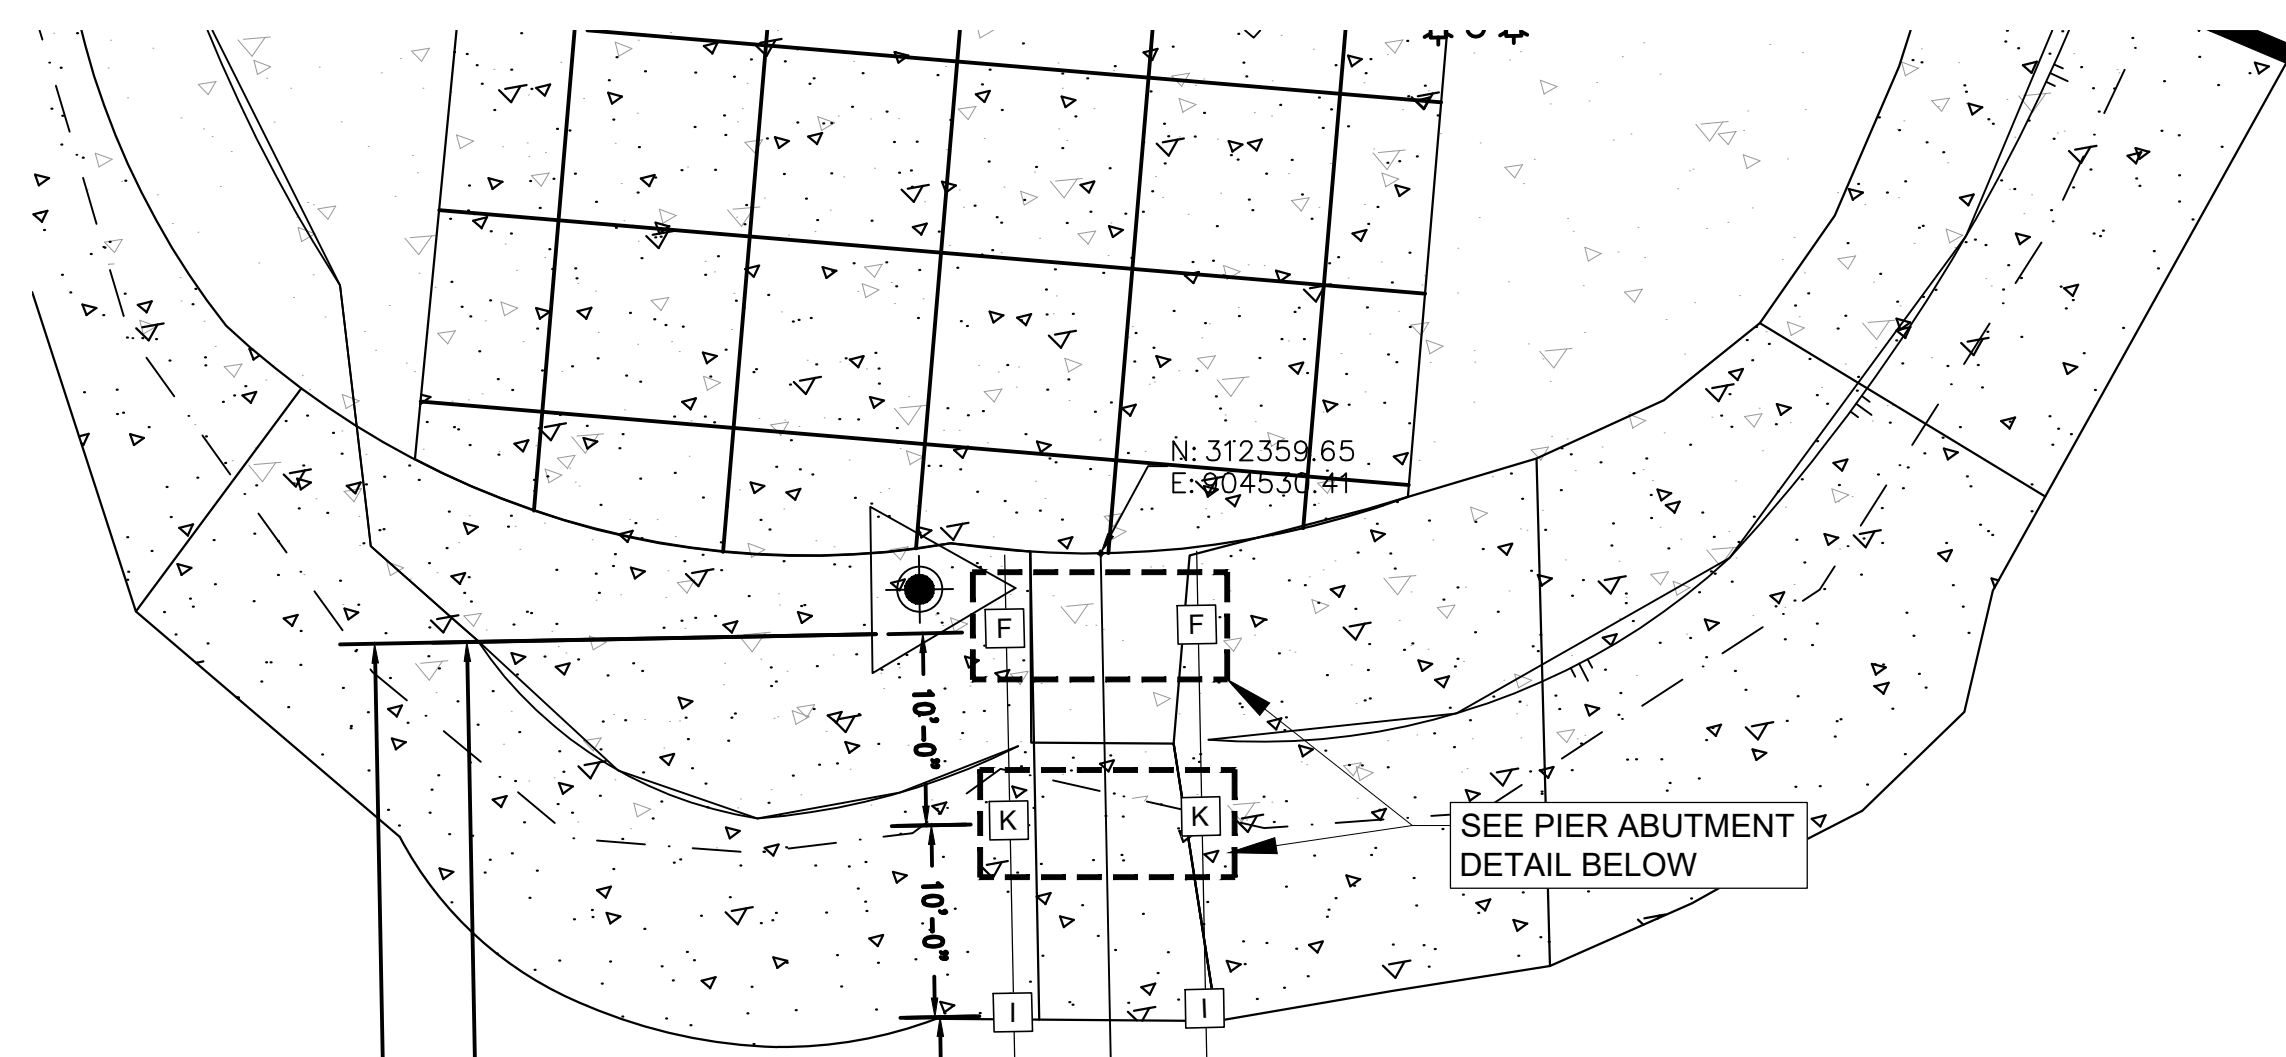 N: 312359.65
E: 904530.41
F
F
10'-0"
K
K
SEE PIER ABUTMENT
DETAIL BELOW
10'-0"
I
I